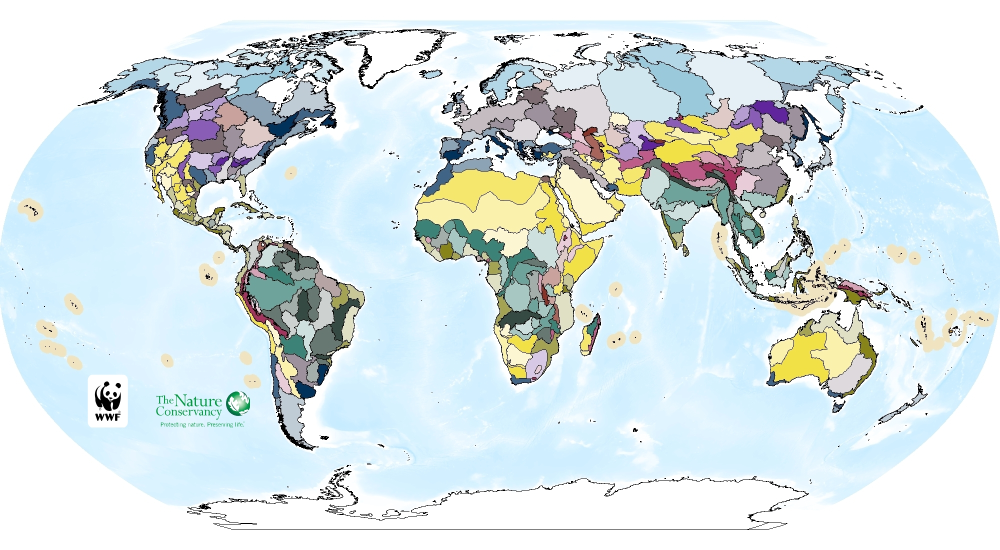 WWF
The Nature
Conservancy
Protecting nature. Preserving life.